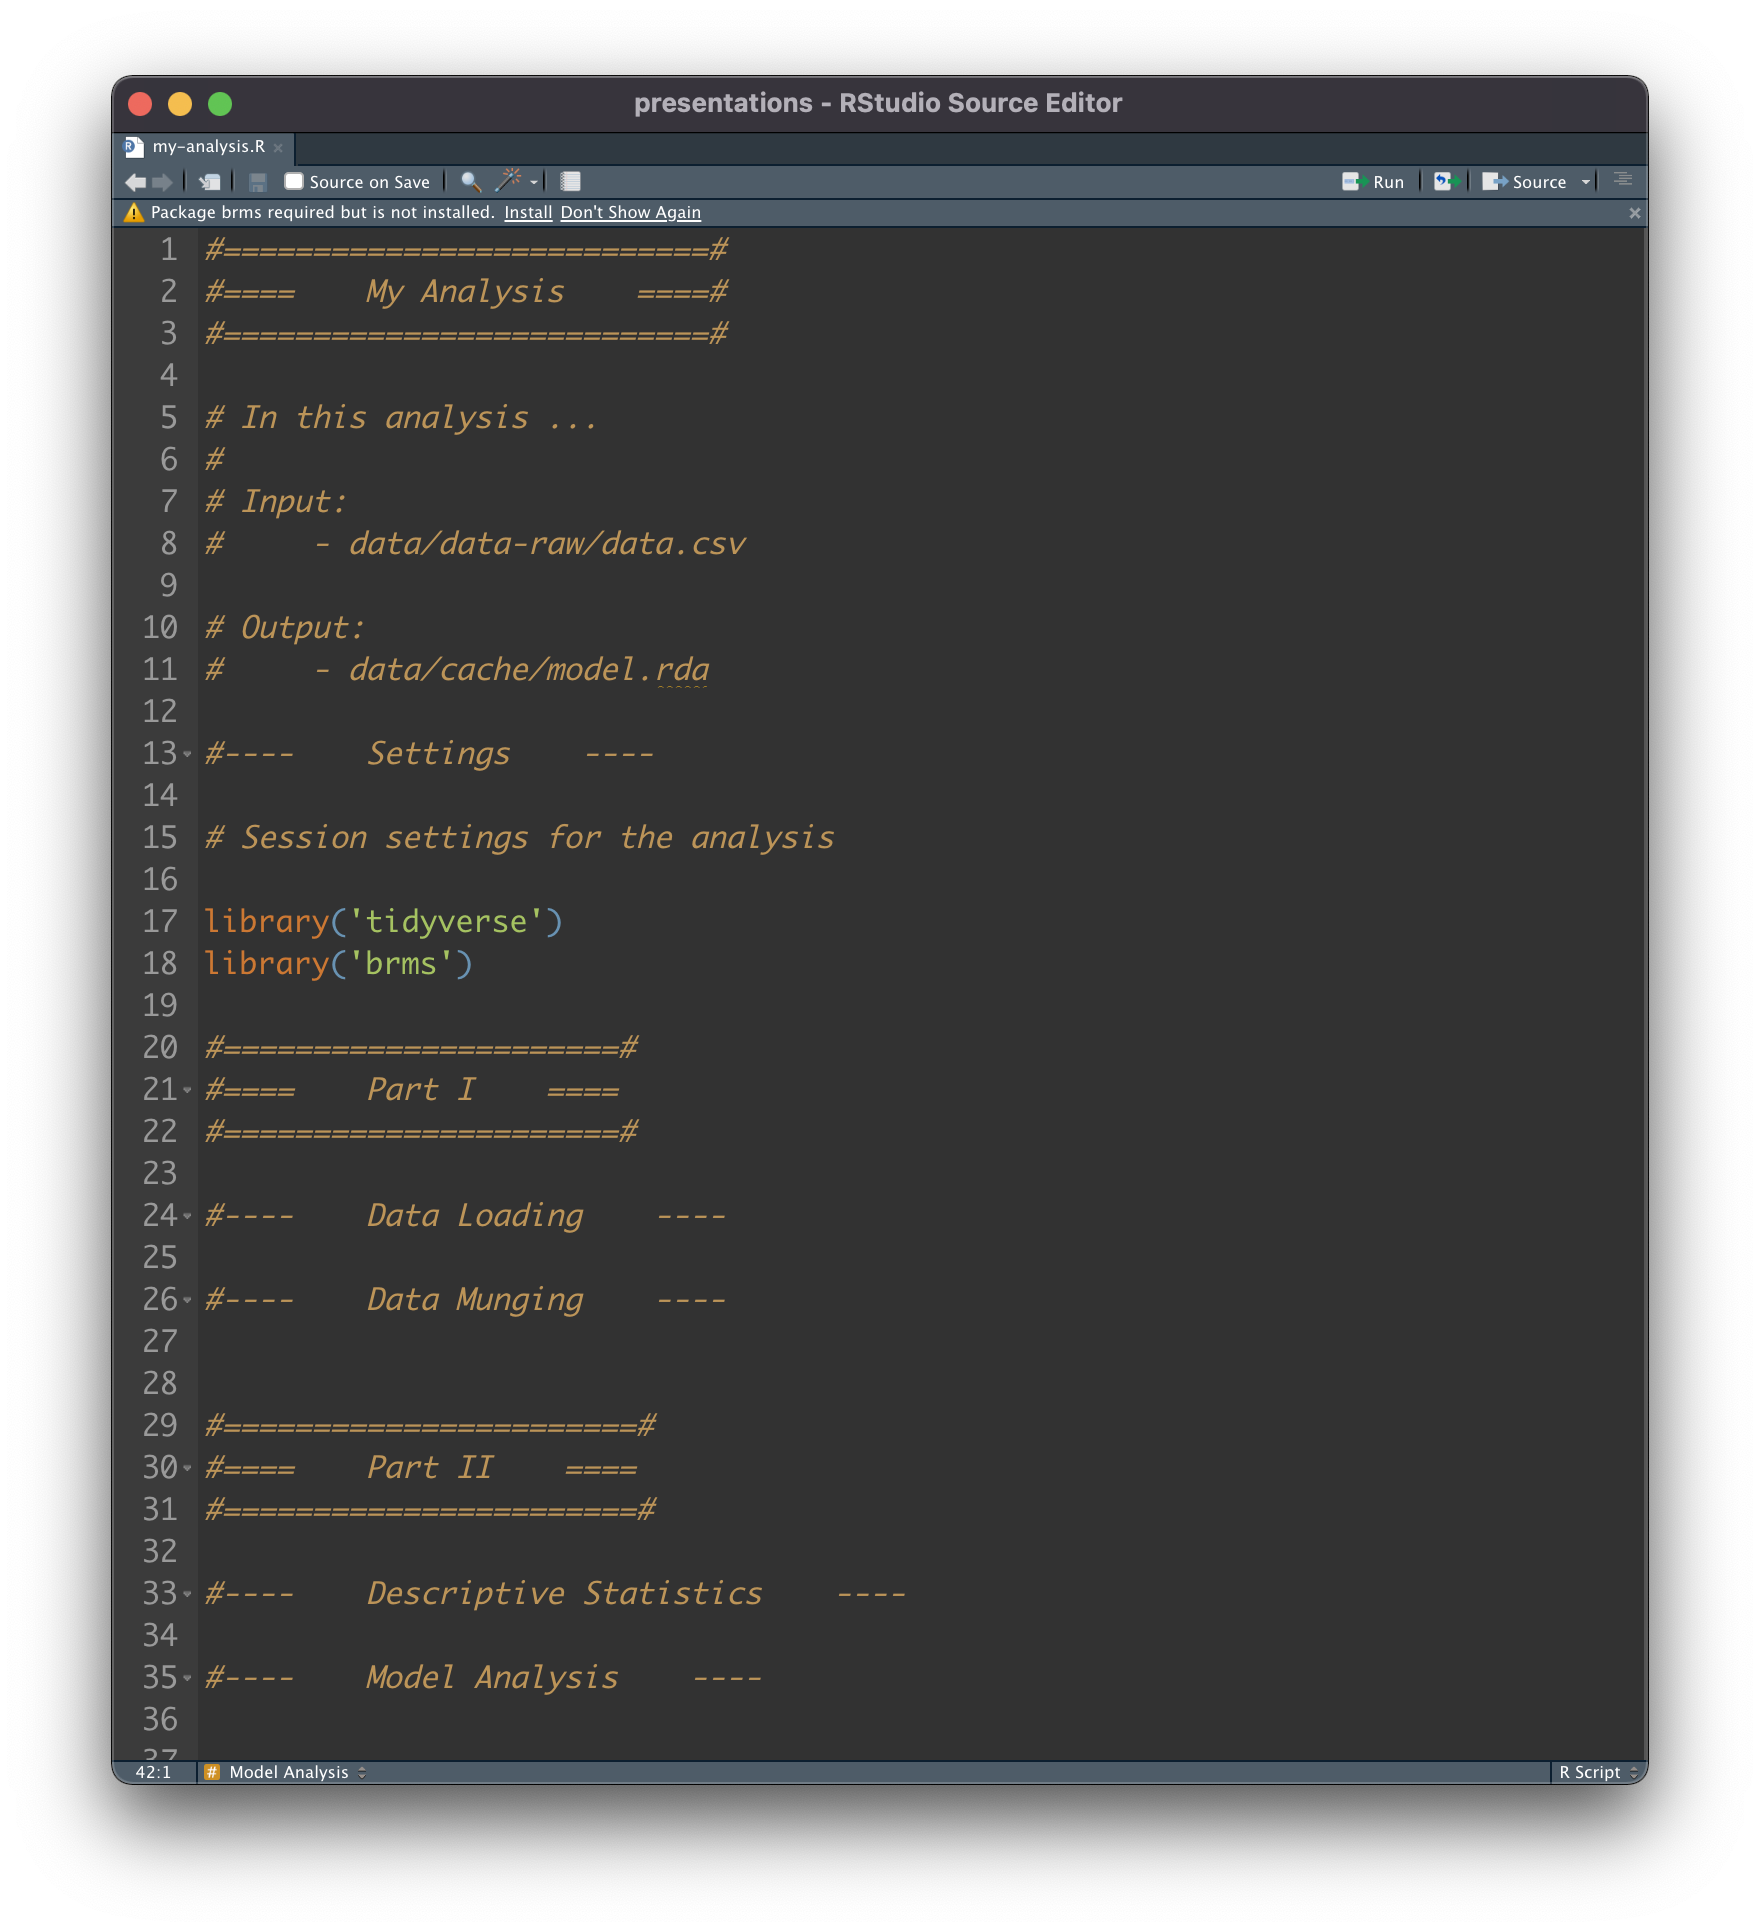 presentations - RStudio Source Editor
my-analysis.R
Source on Save Run Source
Package brms required but is not installed. Install Don't Show Again
1 #===========================#
2 #====    My Analysis    ====#
3 #===========================#
4
5 # In this analysis ...
6 #
7 # Input:
8 #     - data/data-raw/data.csv
9
10 # Output:
11 #     - data/cache/model.rda
12
13 #----    Settings    ----
14
15 # Session settings for the analysis
16
17 library('tidyverse')
18 library('brms')
19
20 #======================#
21 #====    Part I    ====
22 #======================#
23
24 #----    Data Loading    ----
25
26 #----    Data Munging    ----
27
28
29 #=======================#
30 #====    Part II    ====
31 #=======================#
32
33 #----    Descriptive Statistics    ----
34
35 #----    Model Analysis    ----
36
37
42:1 # Model Analysis R Script